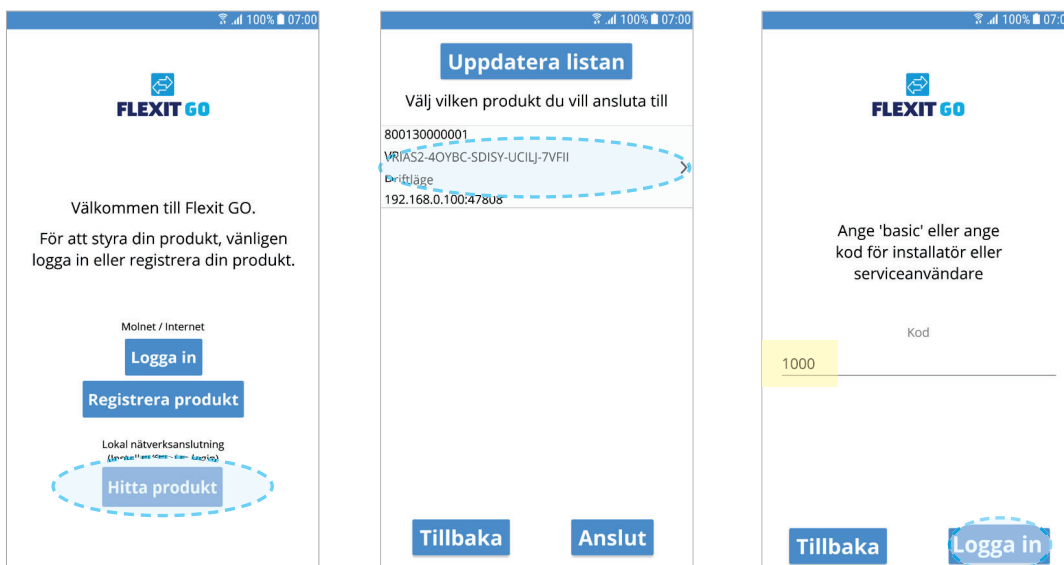 100% 07:00
FLEXIT GO
Välkommen till Flexit GO.
För att styra din produkt, vänligen
logga in eller registrera din produkt.
Molnet / Internet
Logga in
Registrera produkt
Lokal nätverksanslutning
Hitta produkt
100% 07:00
Uppdatera listan
Välj vilken produkt du vill ansluta till
800130000001
VRIAS2-4OYBC-SDISY-UCILJ-7VFII
Driftläge
192.168.0.100:47808
Tillbaka
Anslut
100% 07:0
FLEXIT GO
Ange 'basic' eller ange
kod för installatör eller
serviceanvändare
Kod
1000
Tillbaka
Logga in